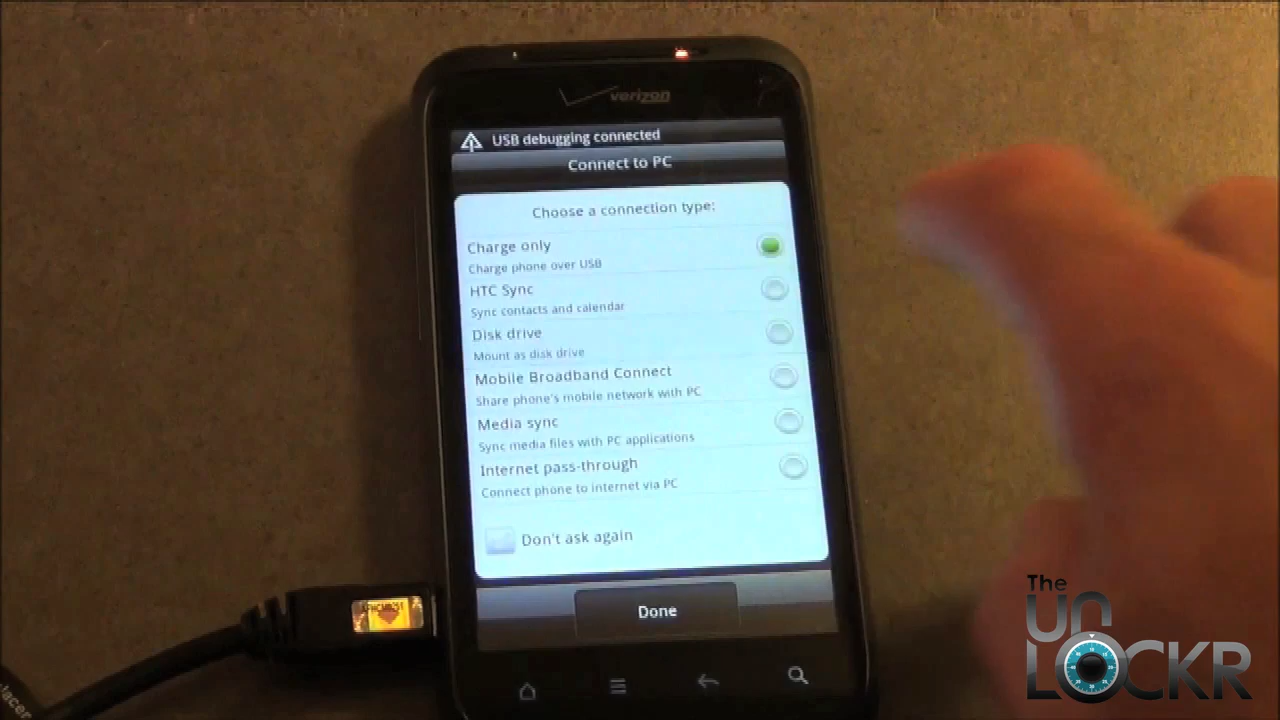 verizon
USB debugging connected
Connect to PC
Choose a connection type:
Charge only
Charge phone over USB
HTC Sync
Sync contacts and calendar
Disk drive
Mount as disk drive
Mobile Broadband Connect
Share phone's mobile network with PC
Media sync
Sync media files with PC applications
Internet pass-through
Connect phone to internet via PC
Don't ask again
Done
The
UN
LOCKR